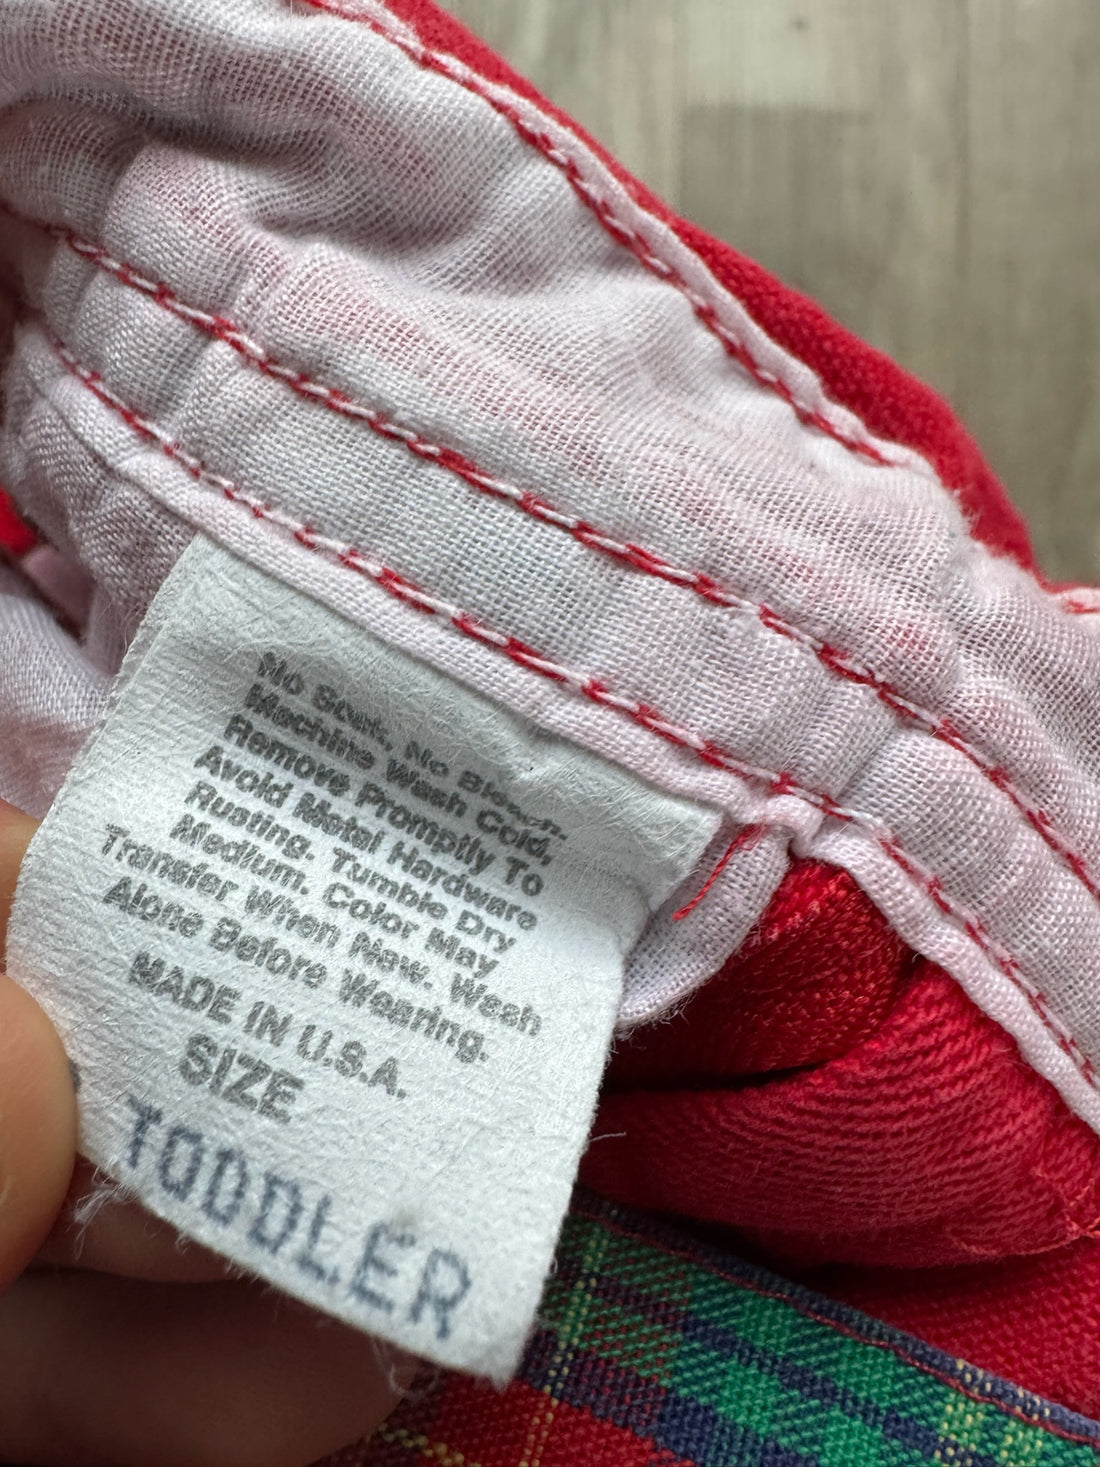 No Soak, No Bleach.
Machine Wash Cold,
Remove Promptly To
Avoid Metal Hardware
Rusting. Tumble Dry
Medium. Color May
Transfer When New. Wash
Alone Before Wearing.
MADE IN U.S.A.
SIZE
TODDLER